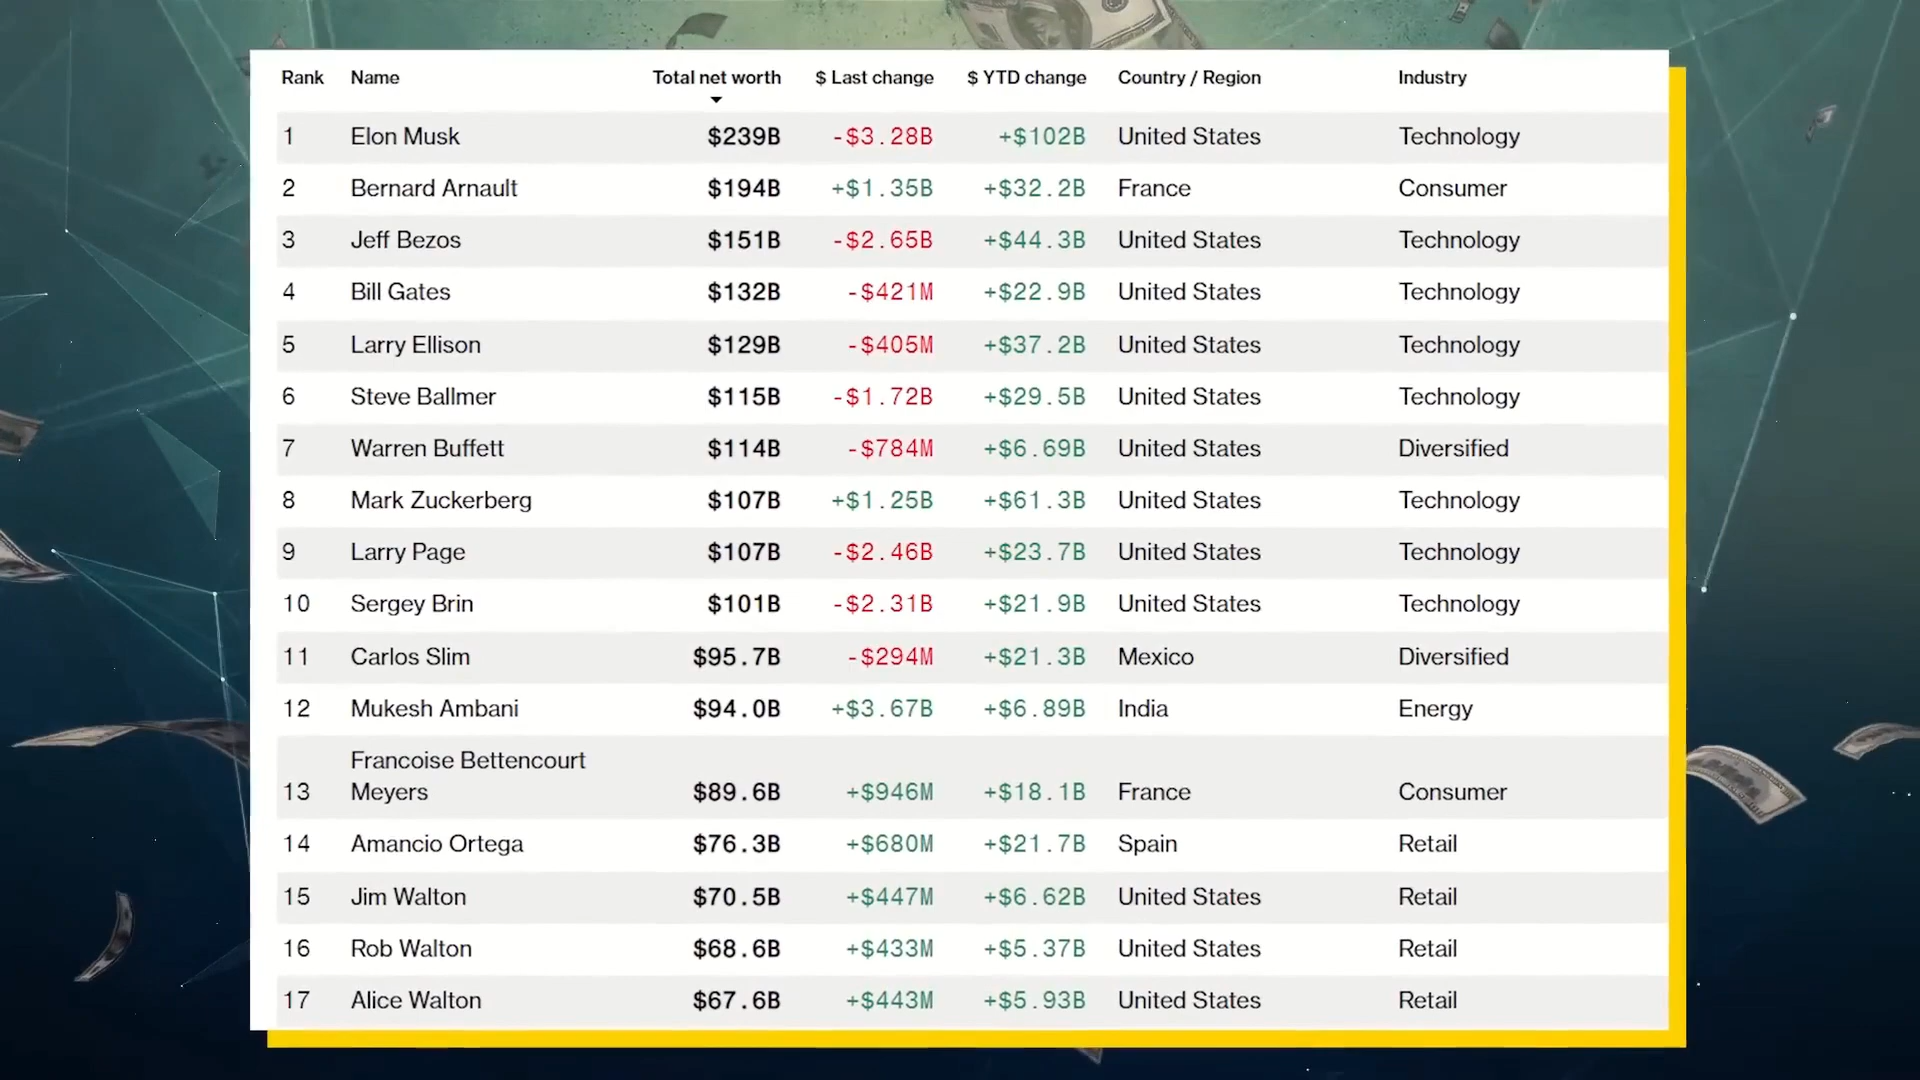 Rank Name Total net worth $ Last change $ YTD change Country / Region Industry
1 Elon Musk $239B -$3.28B +$102B United States Technology
2 Bernard Arnault $194B +$1.35B +$32.2B France Consumer
3 Jeff Bezos $151B -$2.65B +$44.3B United States Technology
4 Bill Gates $132B -$421M +$22.9B United States Technology
5 Larry Ellison $129B -$405M +$37.2B United States Technology
6 Steve Ballmer $115B -$1.72B +$29.5B United States Technology
7 Warren Buffett $114B -$784M +$6.69B United States Diversified
8 Mark Zuckerberg $107B +$1.25B +$61.3B United States Technology
9 Larry Page $107B -$2.46B +$23.7B United States Technology
10 Sergey Brin $101B -$2.31B +$21.9B United States Technology
11 Carlos Slim $95.7B -$294M +$21.3B Mexico Diversified
12 Mukesh Ambani $94.0B +$3.67B +$6.89B India Energy
Francoise Bettencourt
13 Meyers $89.6B +$946M +$18.1B France Consumer
14 Amancio Ortega $76.3B +$680M +$21.7B Spain Retail
15 Jim Walton $70.5B +$447M +$6.62B United States Retail
16 Rob Walton $68.6B +$433M +$5.37B United States Retail
17 Alice Walton $67.6B +$443M +$5.93B United States Retail